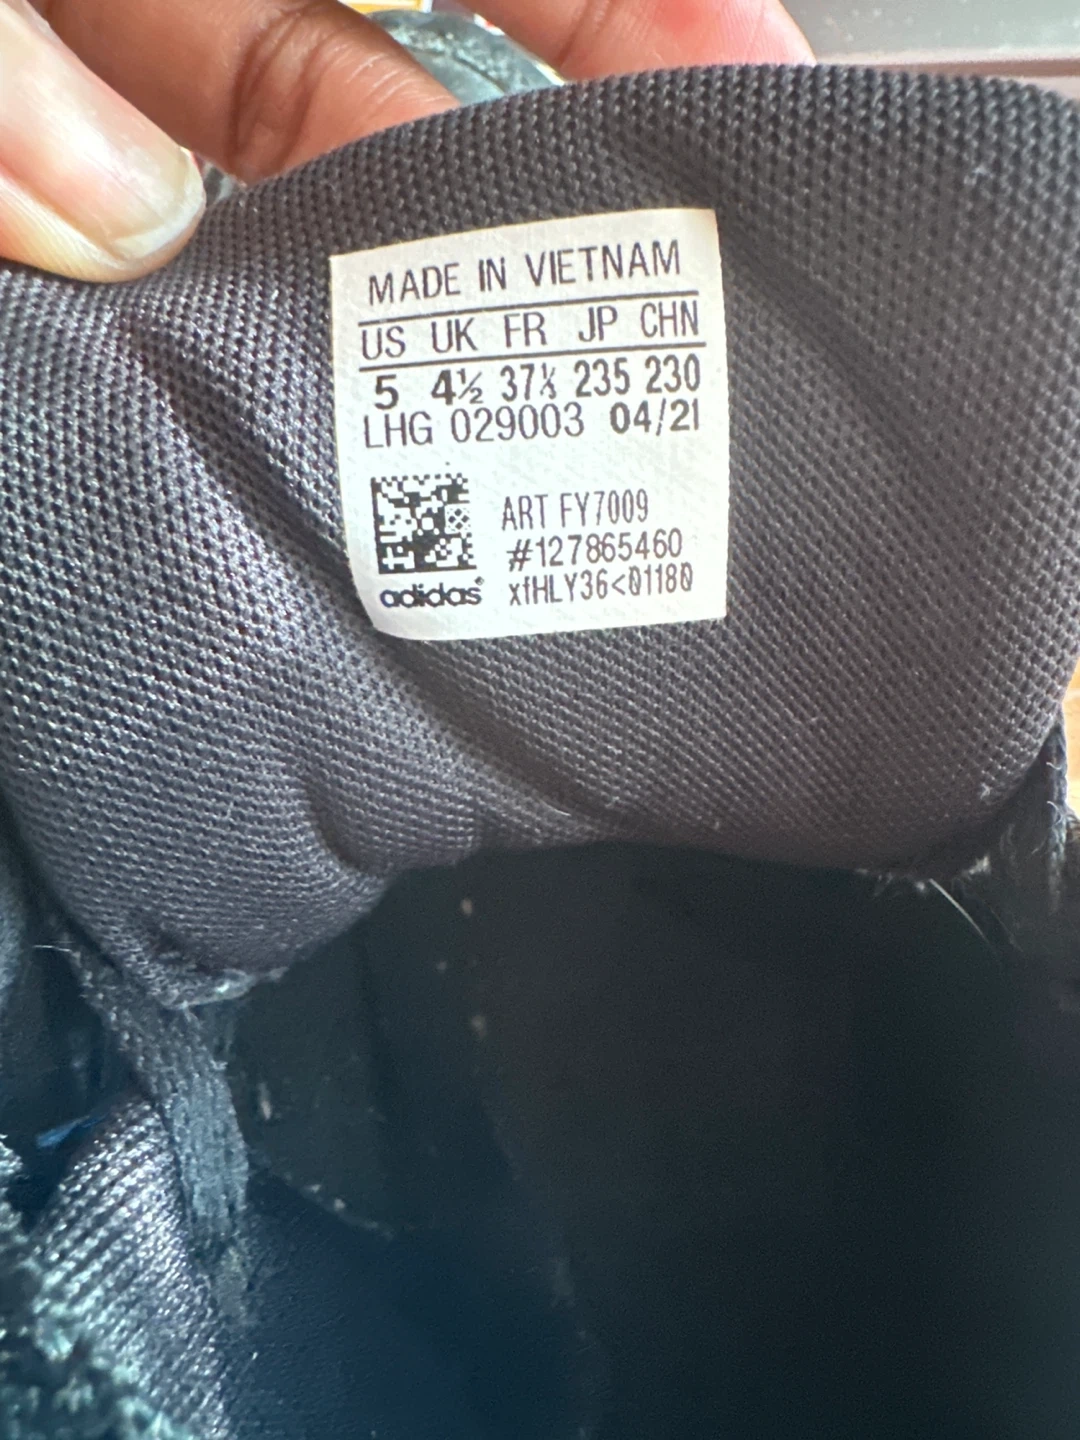 MADE IN VIETNAM
US UK FR JP CHN
5 4½ 37⅓ 235 230
LHG 029003 04/21
ART FY7009
#127865460
adidas® xfHLY36<01180